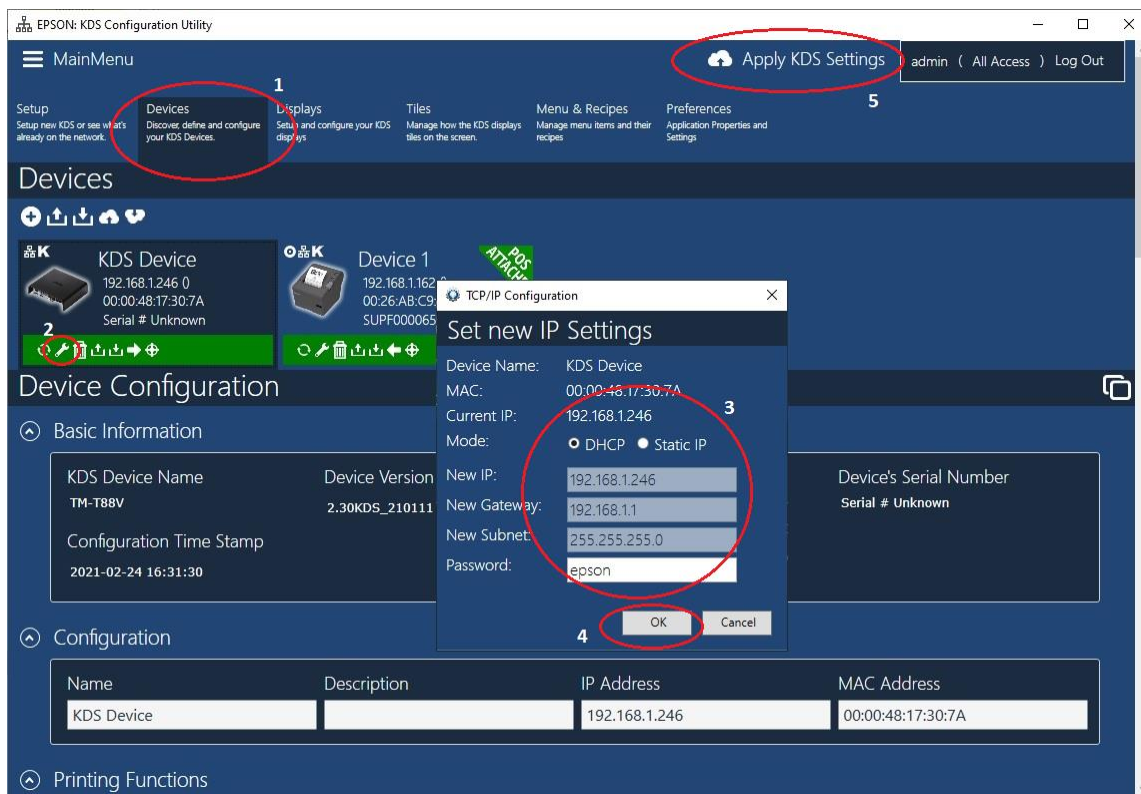 EPSON: KDS Configuration Utility
MainMenu
Apply KDS Settings
admin ( All Access ) Log Out
1
5
Setup
Setup new KDS or see what's
already on the network.
Devices
Discover, define and configure
your KDS Devices.
Displays
Setup and configure your KDS
displays
Tiles
Manage how the KDS displays
tiles on the screen.
Menu & Recipes
Manage menu items and their
recipes
Preferences
Application Properties and
Settings
Devices
K
KDS Device
192.168.1.246 ()
00:00:48:17:30:7A
Serial # Unknown
2
K
Device 1
192.168.1.162
00:26:AB:C9:
SUPF000065
POS
ATTACHE
TCP/IP Configuration
Set new IP Settings
Device Name: KDS Device
MAC: 00:00:48:17:30:7A
Current IP: 192.168.1.246
3
Mode: DHCP Static IP
New IP: 192.168.1.246
New Gateway: 192.168.1.1
New Subnet: 255.255.255.0
Password: epson
4
OK Cancel
Device Configuration
Basic Information
KDS Device Name
TM-T88V
Device Version
2.30KDS_210111
Device's Serial Number
Serial # Unknown
Configuration Time Stamp
2021-02-24 16:31:30
Configuration
Name Description IP Address MAC Address
KDS Device 192.168.1.246 00:00:48:17:30:7A
Printing Functions